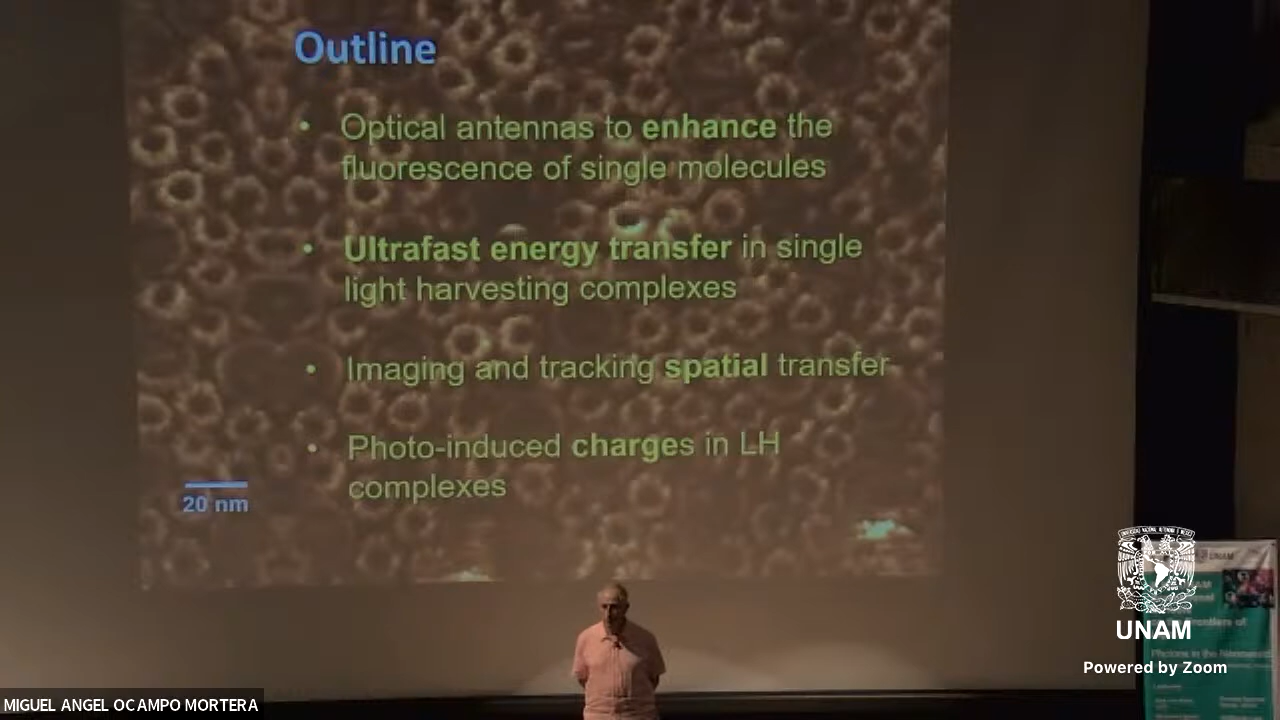 Outline
• Optical antennas to enhance the
fluorescence of single molecules
• Ultrafast energy transfer in single
light harvesting complexes
• Imaging and tracking spatial transfer
• Photo-induced charges in LH
complexes
20 nm
UNAM
UNAM
Powered by Zoom
MIGUEL ANGEL OCAMPO MORTERA